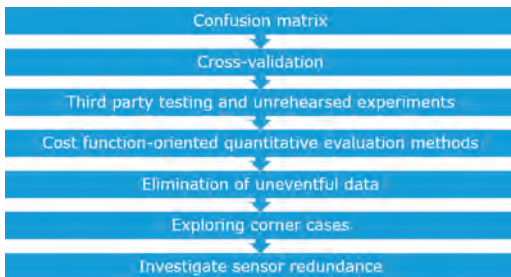 Confusion matrix
Cross-validation
Third party testing and unrehearsed experiments
Cost function-oriented quantitative evaluation methods
Elimination of uneventful data
Exploring corner cases
Investigate sensor redundance